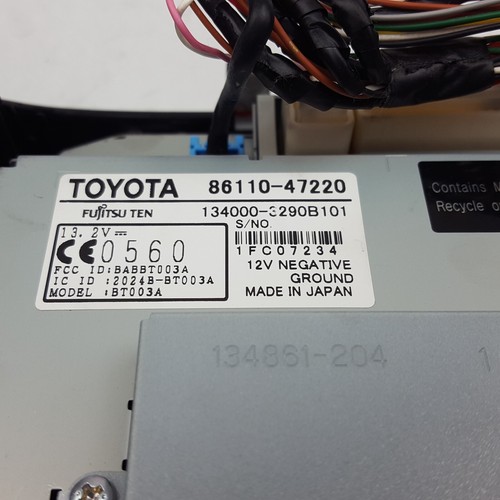 TOYOTA 86110-47220
FUJITSU TEN 134000-3290B101
S/NO.
13.2V⎓
CE0560
1FC07234
FCC ID:BABBT003A
IC ID :2024B-BT003A
MODEL :BT003A
12V NEGATIVE
GROUND
MADE IN JAPAN
Contains M
Recycle o
134861-204 1